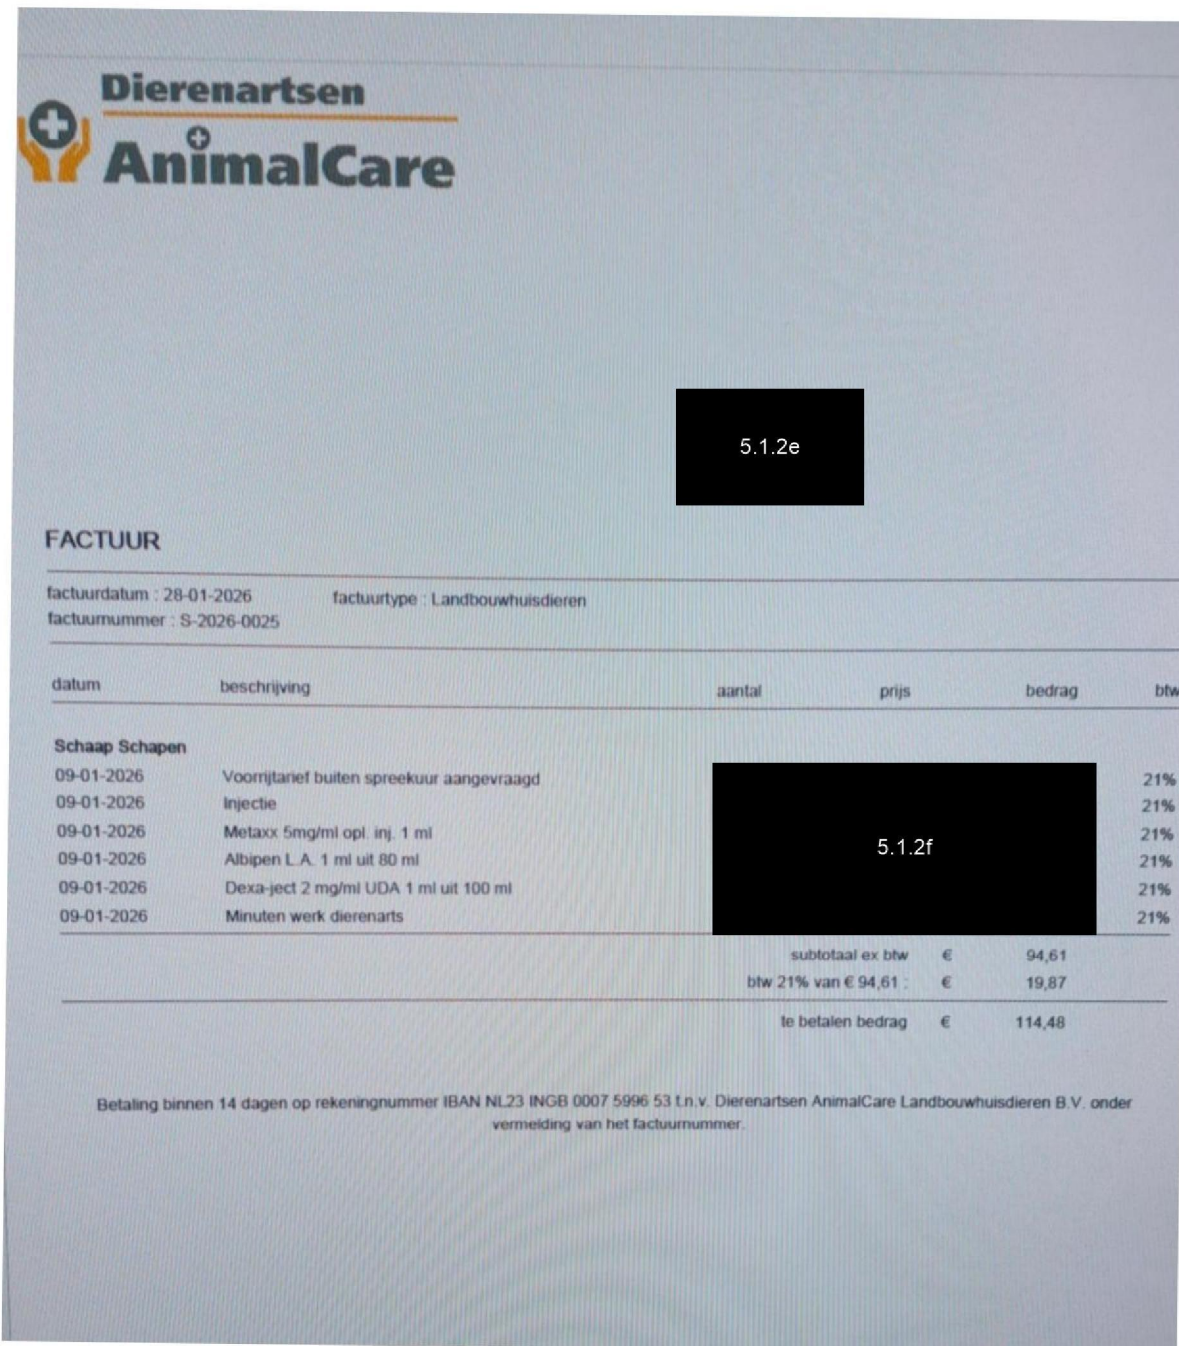 Dierenartsen
AnimalCare
5.1.2e
FACTUUR
factuurdatum : 28-01-2026 factuurtype : Landbouwhuisdieren
factuurnummer : S-2026-0025
datum beschrijving aantal prijs bedrag btw
Schaap Schapen
09-01-2026 Voorrijtarief buiten spreekuur aangevraagd 21%
09-01-2026 Injectie 21%
09-01-2026 Metaxx 5mg/ml opl. inj. 1 ml 21%
09-01-2026 Albipen L.A. 1 ml uit 80 ml 21%
09-01-2026 Dexa-ject 2 mg/ml UDA 1 ml uit 100 ml 21%
09-01-2026 Minuten werk dierenarts 21%
5.1.2f
subtotaal ex btw € 94,61
btw 21% van € 94,61 : € 19,87
te betalen bedrag € 114,48
Betaling binnen 14 dagen op rekeningnummer IBAN NL23 INGB 0007 5996 53 t.n.v. Dierenartsen AnimalCare Landbouwhuisdieren B.V. onder
vermelding van het factuurnummer.